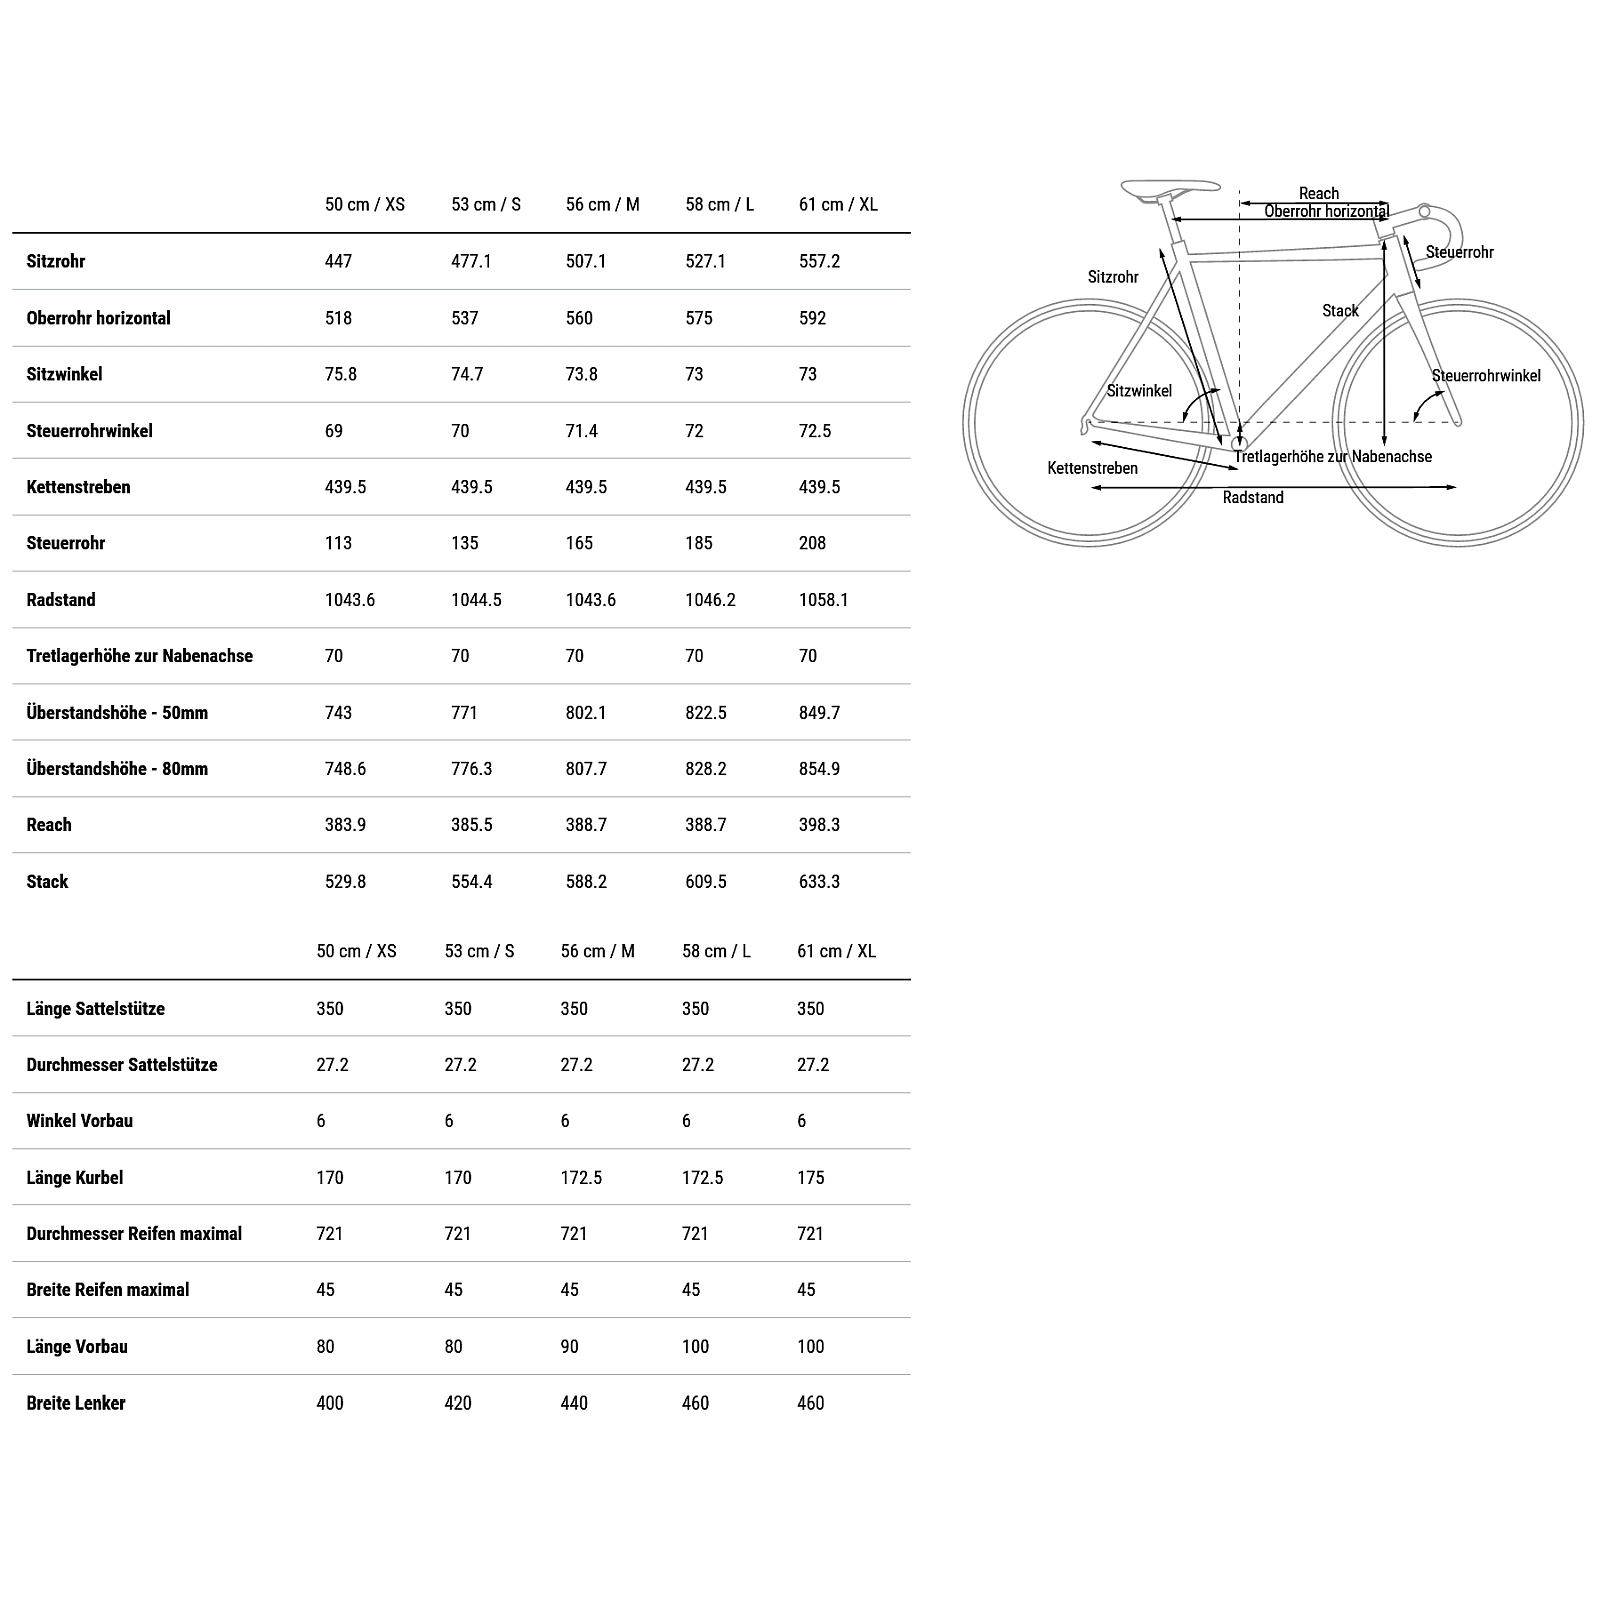 50 cm / XS 53 cm / S 56 cm / M 58 cm / L 61 cm / XL
Sitzrohr 447 477.1 507.1 527.1 557.2
Oberrohr horizontal 518 537 560 575 592
Sitzwinkel 75.8 74.7 73.8 73 73
Steuerrohrwinkel 69 70 71.4 72 72.5
Kettenstreben 439.5 439.5 439.5 439.5 439.5
Steuerrohr 113 135 165 185 208
Radstand 1043.6 1044.5 1043.6 1046.2 1058.1
Tretlagerhöhe zur Nabenachse 70 70 70 70 70
Überstandshöhe - 50mm 743 771 802.1 822.5 849.7
Überstandshöhe - 80mm 748.6 776.3 807.7 828.2 854.9
Reach 383.9 385.5 388.7 388.7 398.3
Stack 529.8 554.4 588.2 609.5 633.3
50 cm / XS 53 cm / S 56 cm / M 58 cm / L 61 cm / XL
Länge Sattelstütze 350 350 350 350 350
Durchmesser Sattelstütze 27.2 27.2 27.2 27.2 27.2
Winkel Vorbau 6 6 6 6 6
Länge Kurbel 170 170 172.5 172.5 175
Durchmesser Reifen maximal 721 721 721 721 721
Breite Reifen maximal 45 45 45 45 45
Länge Vorbau 80 80 90 100 100
Breite Lenker 400 420 440 460 460
Reach
Oberrohr horizontal
Steuerrohr
Sitzrohr
Stack
Steuerrohrwinkel
Sitzwinkel
Tretlagerhöhe zur Nabenachse
Kettenstreben
Radstand